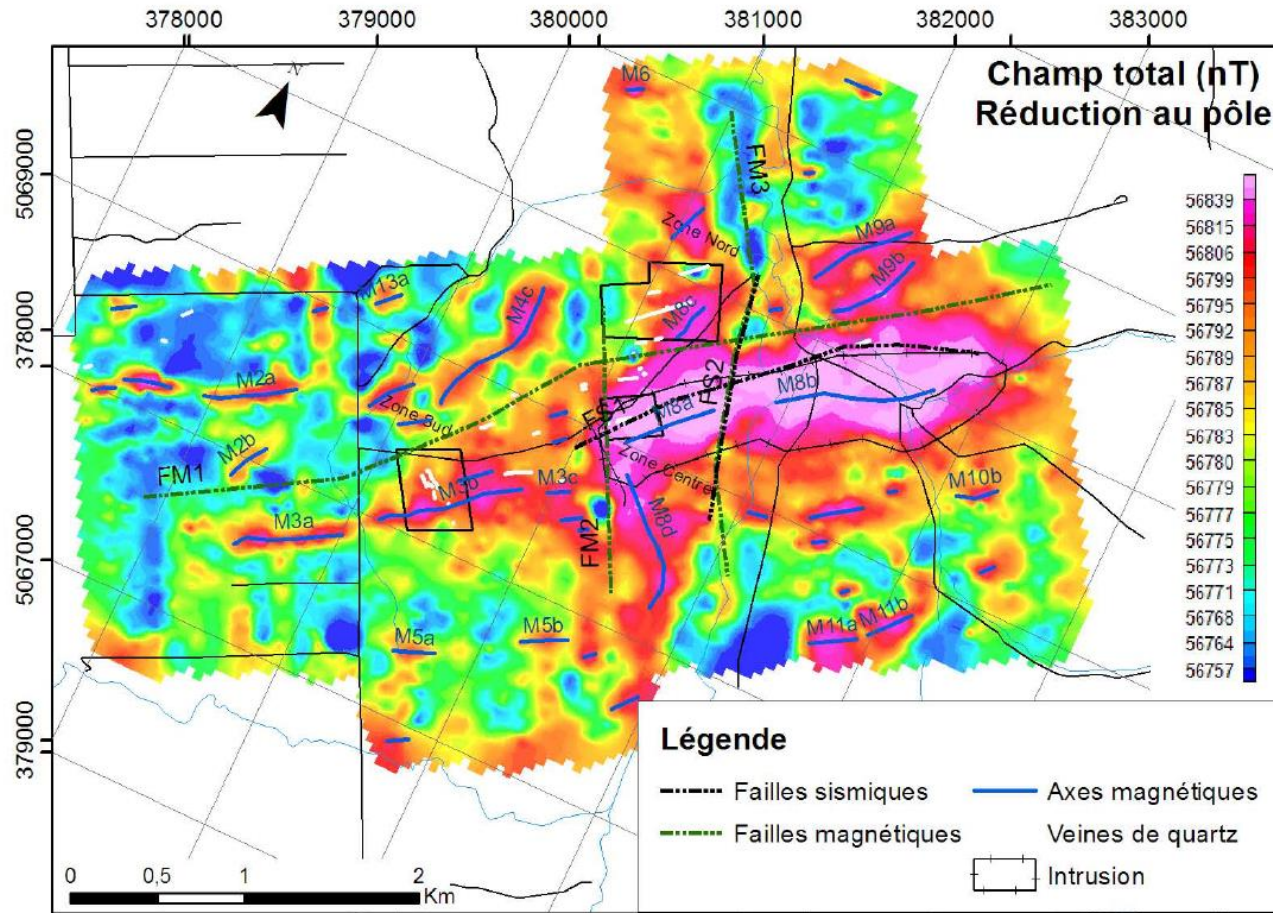 378000
379000
380000
381000
382000
383000
Champ total (nT)
Réduction au pôle
N
5069000
378000
5067000
379000
56839
56815
56806
56799
56795
56792
56789
56787
56785
56783
56780
56779
56777
56775
56773
56771
56768
56764
56757
M6
FM3
Zone Nord
M9a
M9b
M13a
M4c
M8c
M2a
Zone Sud
FS2
FS1
M8a
M8b
M2b
FM1
Zone Centre
M3b
M3c
M10b
M3a
M8d
FM2
M5a
M5b
M11a
M11b
0
0,5
1
2
Km
Légende
Failles sismiques
Axes magnétiques
Failles magnétiques
Veines de quartz
Intrusion